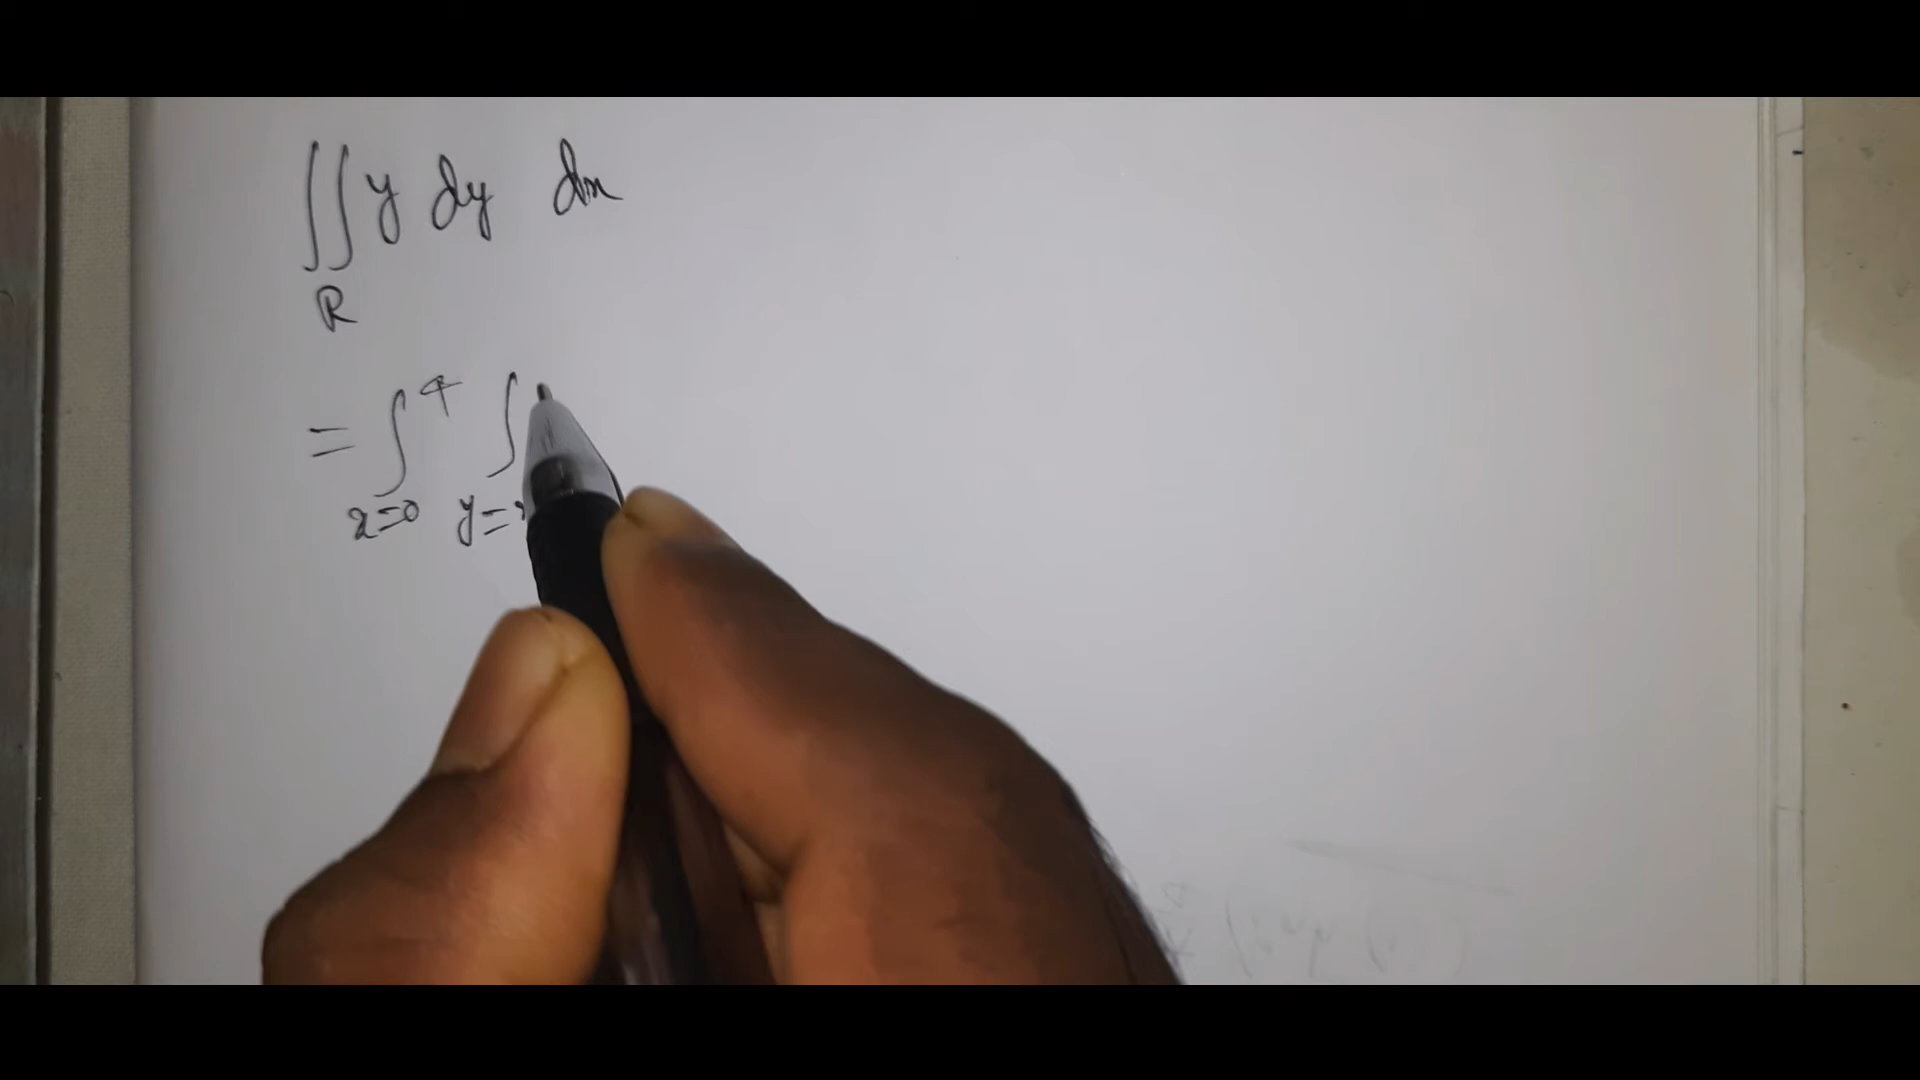 ∫∫ y dy dx
R
= ∫ 4 ∫
x=0 y=